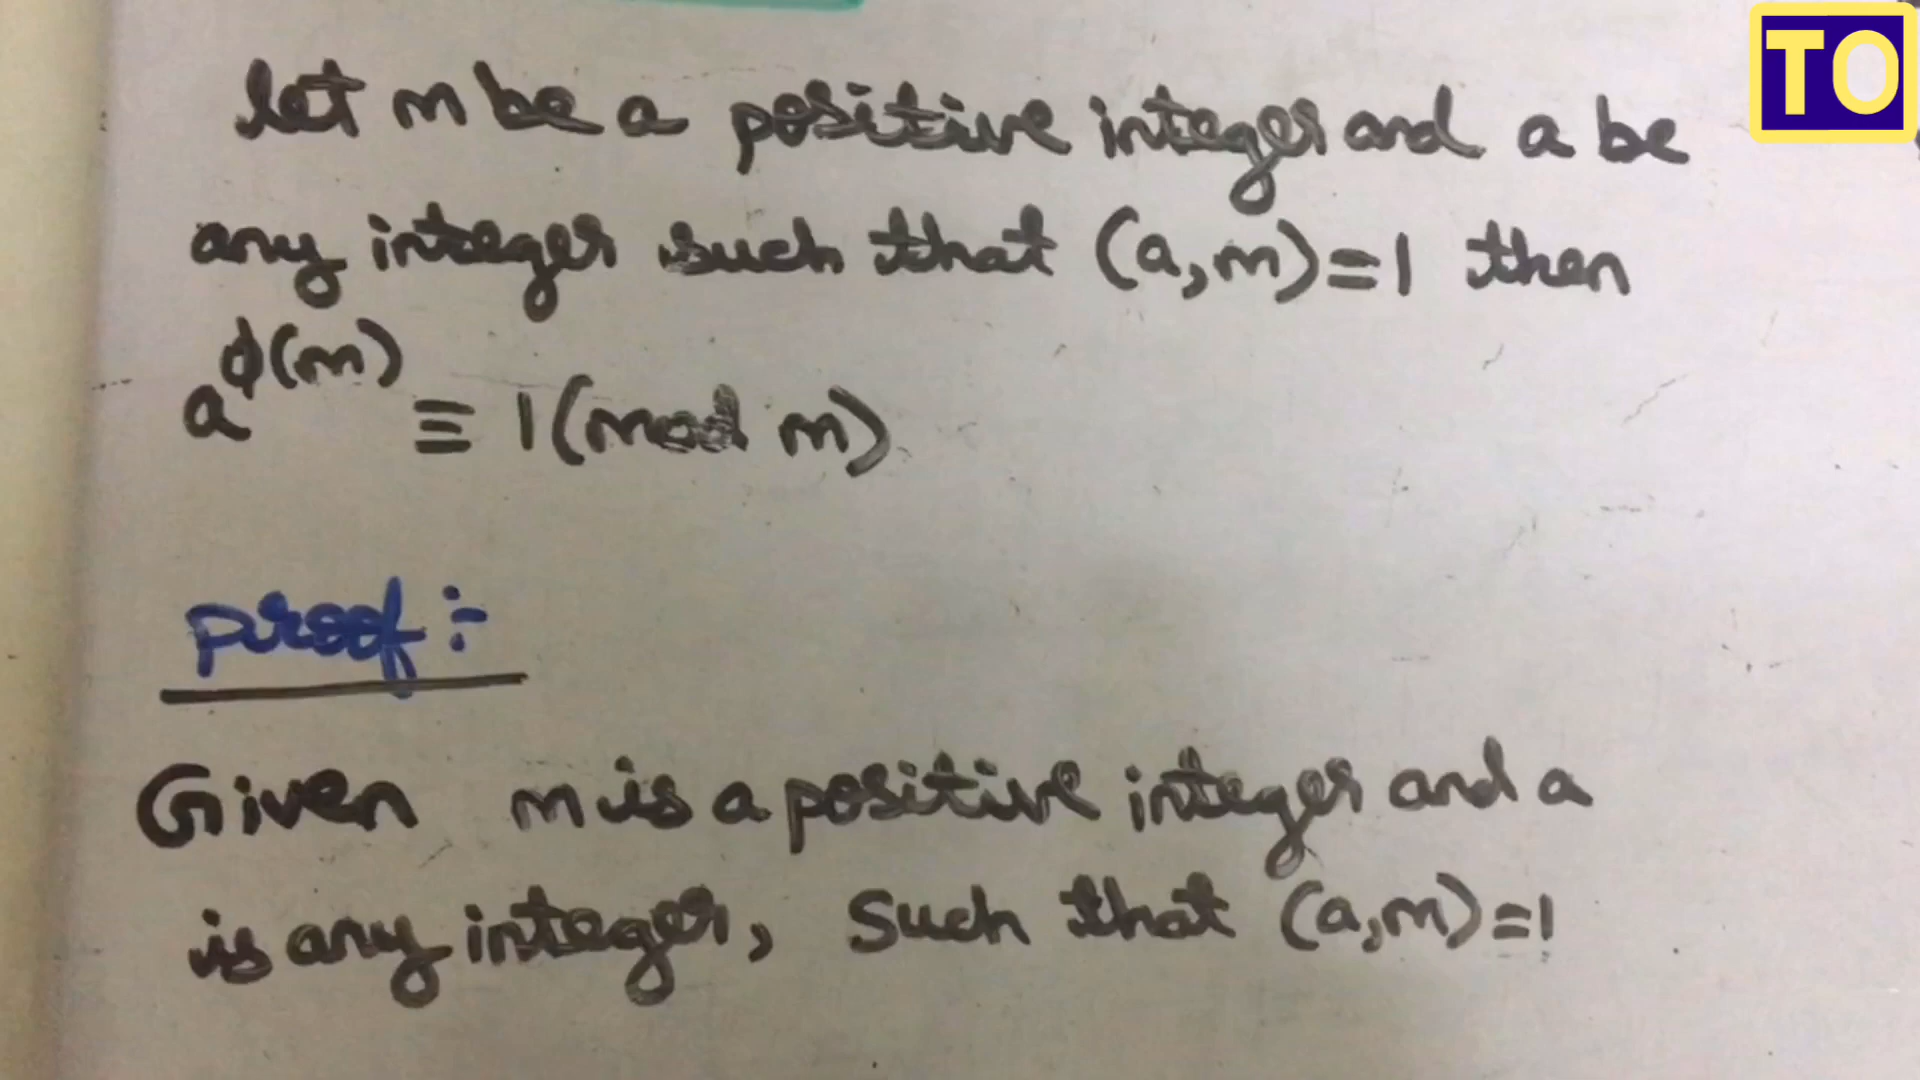 TO
let m be a positive integer and a be
any integer such that (a,m)=1 then
a^ϕ(m) ≡ 1(mod m)
proof :-
Given m is a positive integer and a
is any integer, Such that (a,m)=1